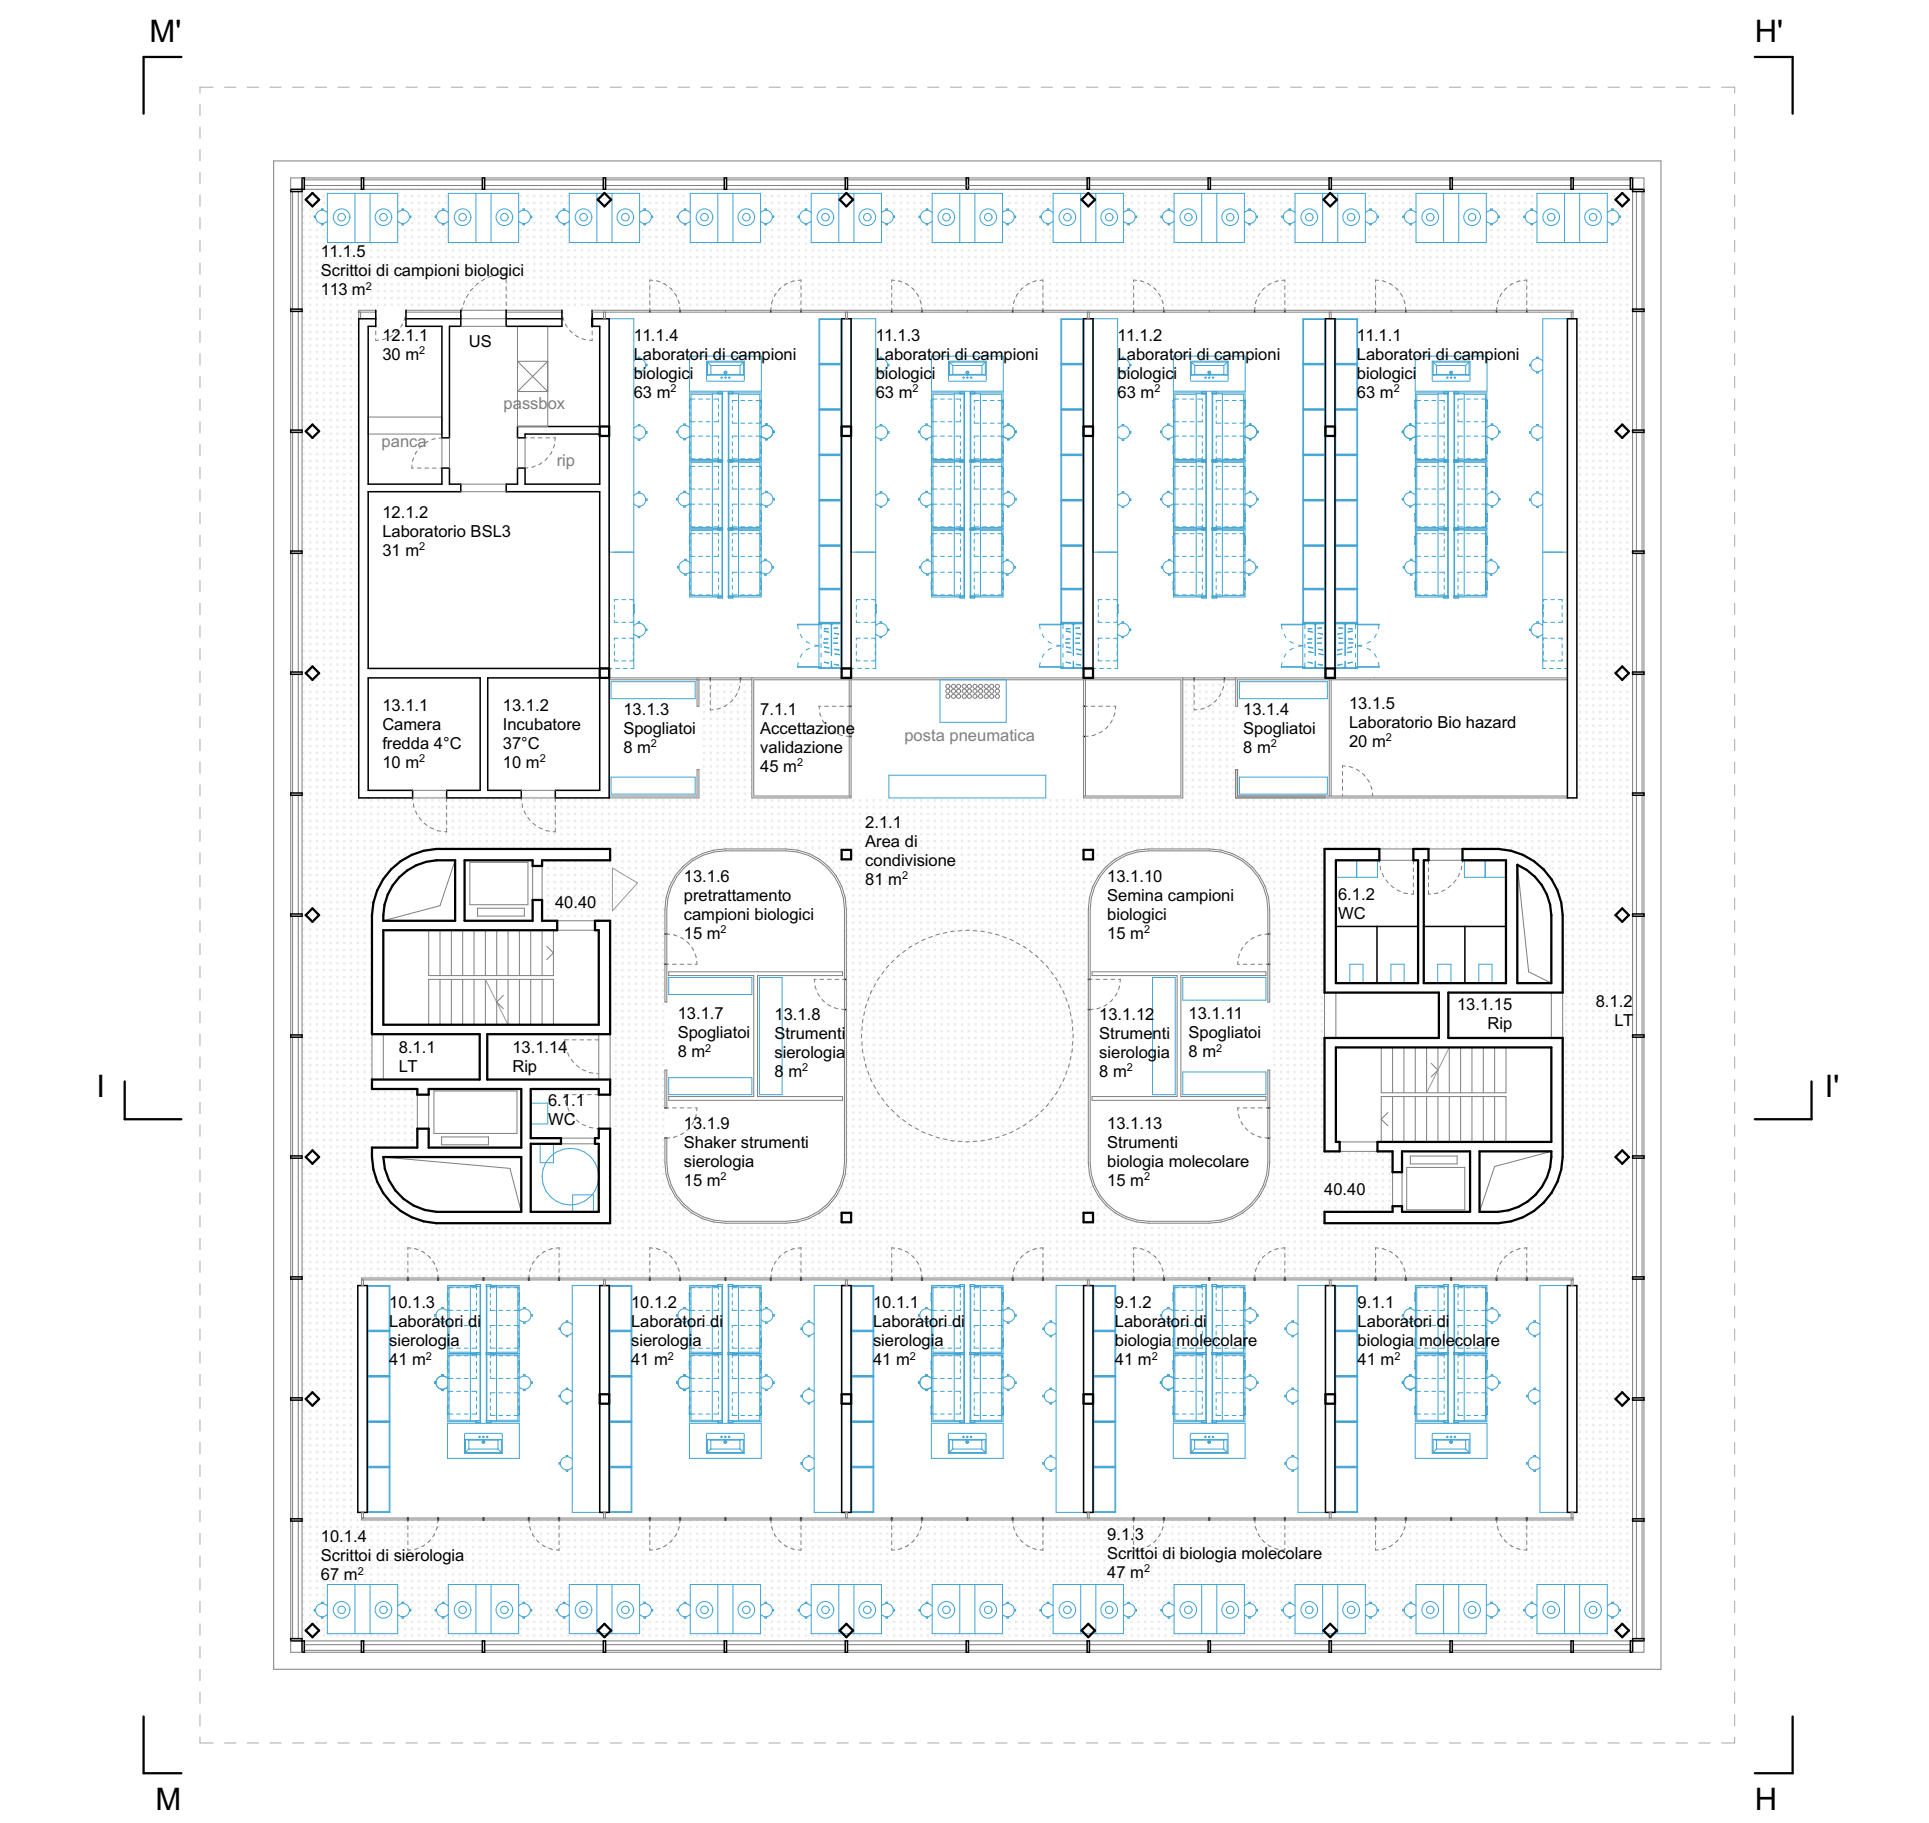 M'
H'
11.1.5
Scrittoi di campioni biologici
113 m²
12.1.1
30 m²
US
passbox
panca
rip
11.1.4
Laboratori di campioni
biologici
63 m²
11.1.3
Laboratori di campioni
biologici
63 m²
11.1.2
Laboratori di campioni
biologici
63 m²
11.1.1
Laboratori di campioni
biologici
63 m²
12.1.2
Laboratorio BSL3
31 m²
13.1.1
Camera
fredda 4°C
10 m²
13.1.2
Incubatore
37°C
10 m²
13.1.3
Spogliatoi
8 m²
7.1.1
Accettazione
validazione
45 m²
posta pneumatica
13.1.4
Spogliatoi
8 m²
13.1.5
Laboratorio Bio hazard
20 m²
2.1.1
Area di
condivisione
81 m²
40.40
13.1.6
pretrattamento
campioni biologici
15 m²
13.1.10
Semina campioni
biologici
15 m²
6.1.2
WC
13.1.7
Spogliatoi
8 m²
13.1.8
Strumenti
sierologia
8 m²
13.1.12
Strumenti
sierologia
8 m²
13.1.11
Spogliatoi
8 m²
13.1.15
Rip
8.1.2
LT
8.1.1
LT
13.1.14
Rip
6.1.1
WC
I
I'
13.1.9
Shaker strumenti
sierologia
15 m²
13.1.13
Strumenti
biologia molecolare
15 m²
40.40
10.1.3
Laboratori di
sierologia
41 m²
10.1.2
Laboratori di
sierologia
41 m²
10.1.1
Laboratori di
sierologia
41 m²
9.1.2
Laboratori di
biologia molecolare
41 m²
9.1.1
Laboratori di
biologia molecolare
41 m²
10.1.4
Scrittoi di sierologia
67 m²
9.1.3
Scrittoi di biologia molecolare
47 m²
M
H